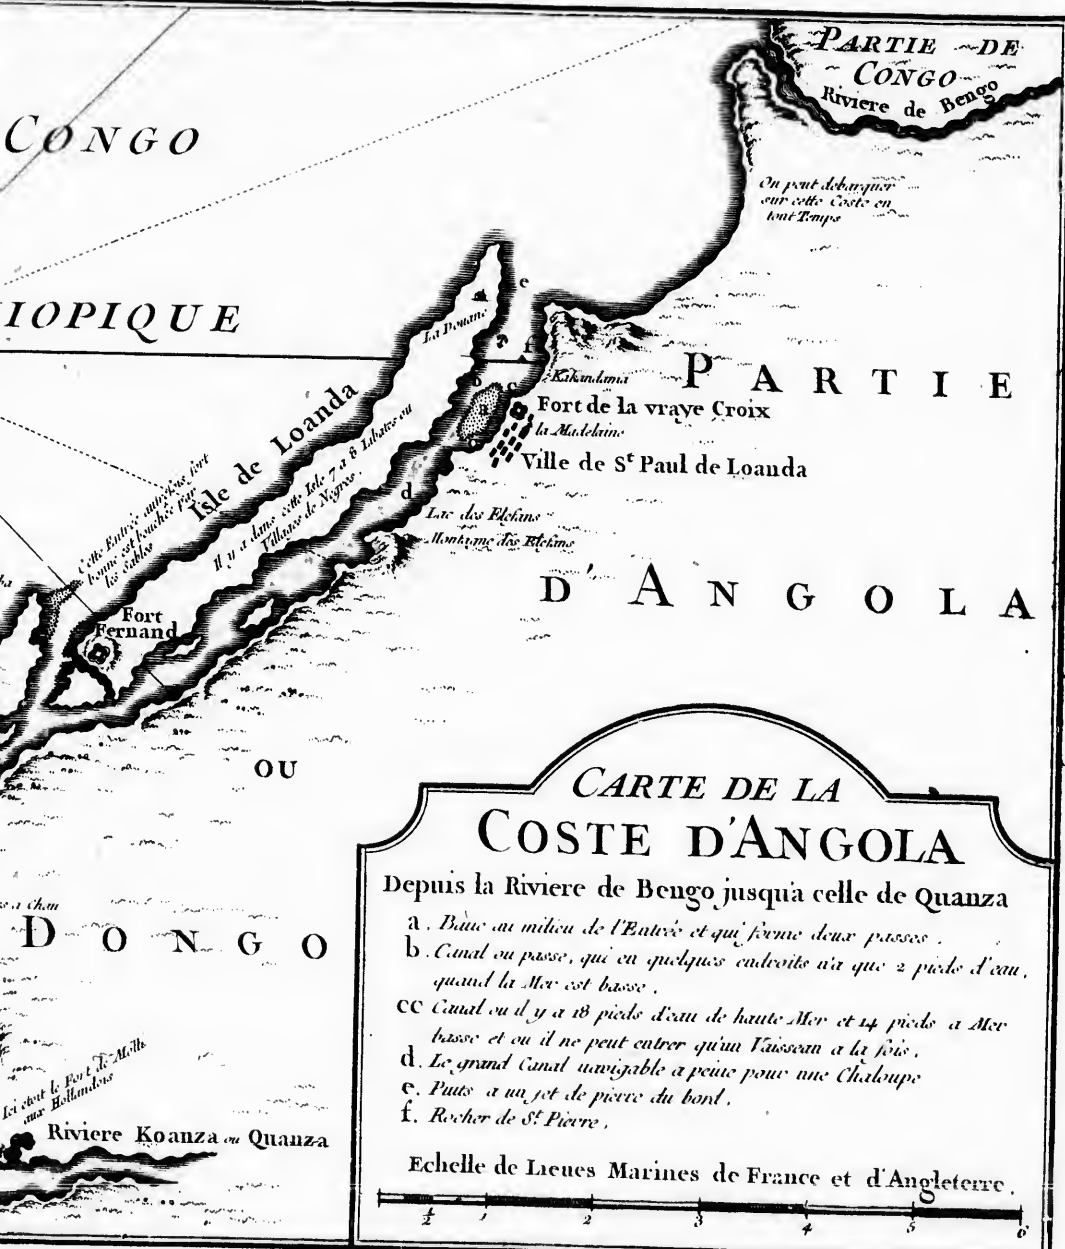 PARTIE DE
CONGO
Riviere de Bengo
CONGO
On peut debarquer
sur cette Coste en
tout Temps
IOPIQUE
e
La Douane
f
b
c
Kakandama
PARTIE
a
Fort de la vraye Croix
la Madelaine
c
Ville de St Paul de Loanda
Isle de Loanda
Il y a dans cette Isle 7 a 8 Libates ou
Villages de Negres
d
Lac des Elefans
Montagne des Elefans
Cette Entrée autrefois fort
bonne est bouchée par
les Sables
D'ANGOLA
Fort
Fernand
OU
DONGO
Ici etoit le Fort de Molls
aux Hollandois
Riviere Koanza ou Quanza
CARTE DE LA
COSTE D'ANGOLA
Depuis la Riviere de Bengo jusqu'a celle de Quanza
a. Banc au milieu de l'Entrée et qui forme deux passes.
b. Canal ou passe, qui en quelques endroits n'a que 2 pieds d'eau,
quand la Mer est basse.
cc Canal ou il y a 18 pieds d'eau de haute Mer et 14 pieds a Mer
basse et ou il ne peut entrer qu'un Vaisseau a la fois.
d. Le grand Canal navigable a peine pour une Chaloupe
e. Puits a un jet de pierre du bord.
f. Rocher de St. Pierre.
Echelle de Lieues Marines de France et d'Angleterre.
1/2 1 2 3 4 5 6